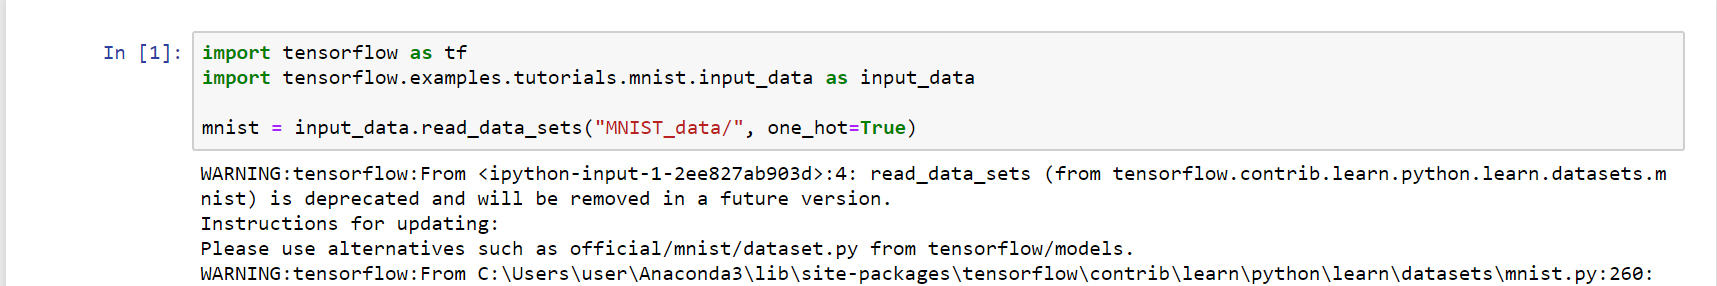 In [1]:
import tensorflow as tf
import tensorflow.examples.tutorials.mnist.input_data as input_data
mnist = input_data.read_data_sets("MNIST_data/", one_hot=True)
WARNING:tensorflow:From <ipython-input-1-2ee827ab903d>:4: read_data_sets (from tensorflow.contrib.learn.python.learn.datasets.m
nist) is deprecated and will be removed in a future version.
Instructions for updating:
Please use alternatives such as official/mnist/dataset.py from tensorflow/models.
WARNING:tensorflow:From C:\Users\user\Anaconda3\lib\site-packages\tensorflow\contrib\learn\python\learn\datasets\mnist.py:260: